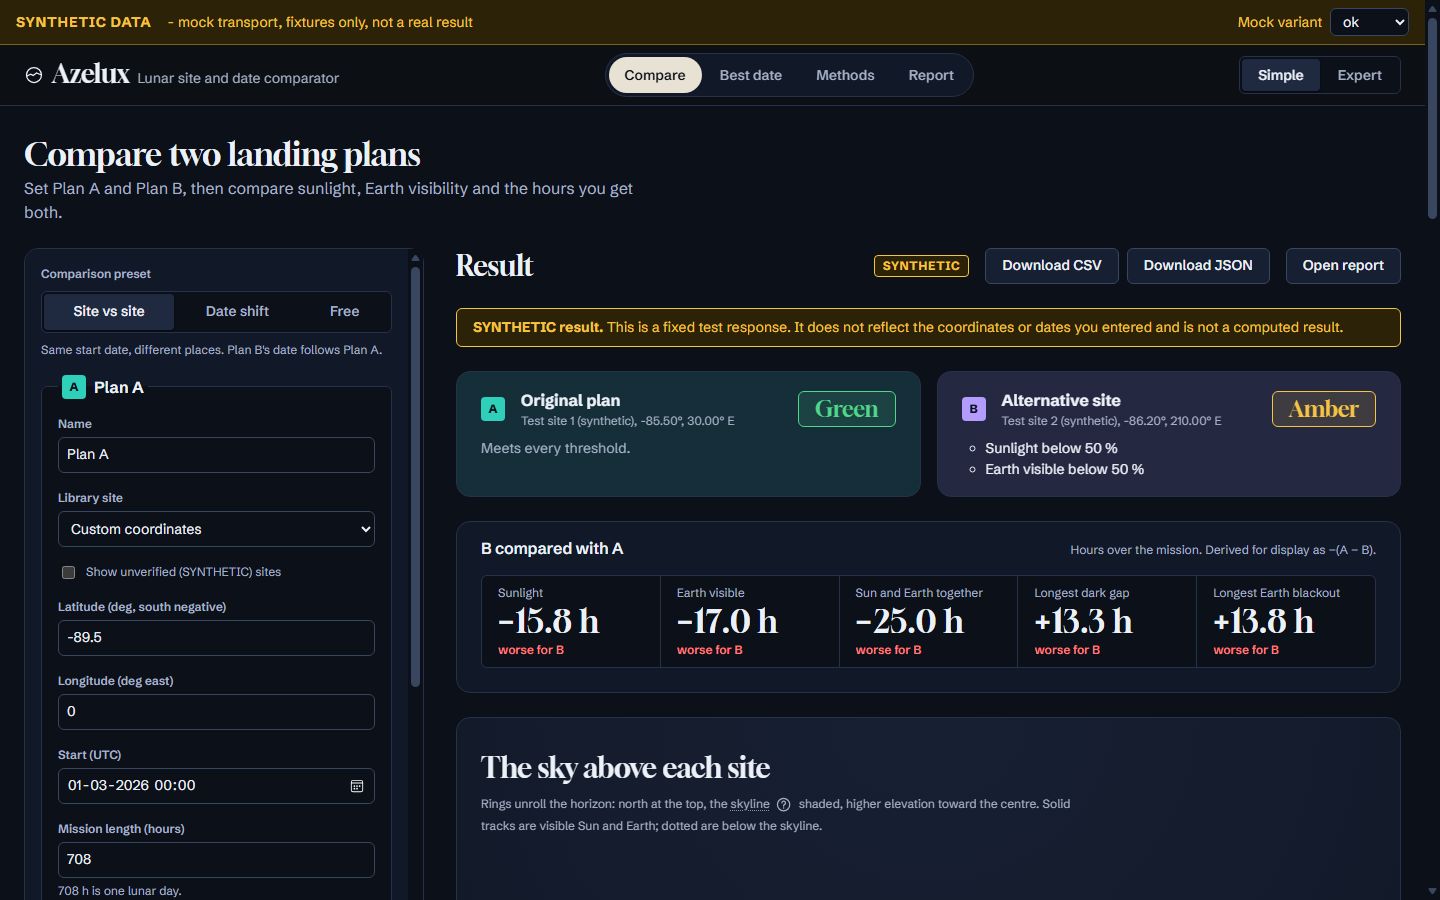 SYNTHETIC DATA - mock transport, fixtures only, not a real result
Mock variant ok
Azelux Lunar site and date comparator
Compare Best date Methods Report
Simple Expert
Compare two landing plans
Set Plan A and Plan B, then compare sunlight, Earth visibility and the hours you get
both.
Comparison preset
Site vs site Date shift Free
Same start date, different places. Plan B's date follows Plan A.
A Plan A
Name
Plan A
Library site
Custom coordinates
Show unverified (SYNTHETIC) sites
Latitude (deg, south negative)
-89.5
Longitude (deg east)
0
Start (UTC)
01-03-2026 00:00
Mission length (hours)
708
708 h is one lunar day.
Result
SYNTHETIC
Download CSV Download JSON Open report
SYNTHETIC result. This is a fixed test response. It does not reflect the coordinates or dates you entered and is not a computed result.
A Original plan
Test site 1 (synthetic), -85.50°, 30.00° E
Green
Meets every threshold.
B Alternative site
Test site 2 (synthetic), -86.20°, 210.00° E
Amber
Sunlight below 50 %
Earth visible below 50 %
B compared with A
Hours over the mission. Derived for display as −(A − B).
Sunlight
−15.8 h
worse for B
Earth visible
−17.0 h
worse for B
Sun and Earth together
−25.0 h
worse for B
Longest dark gap
+13.3 h
worse for B
Longest Earth blackout
+13.8 h
worse for B
The sky above each site
Rings unroll the horizon: north at the top, the skyline ? shaded, higher elevation toward the centre. Solid
tracks are visible Sun and Earth; dotted are below the skyline.